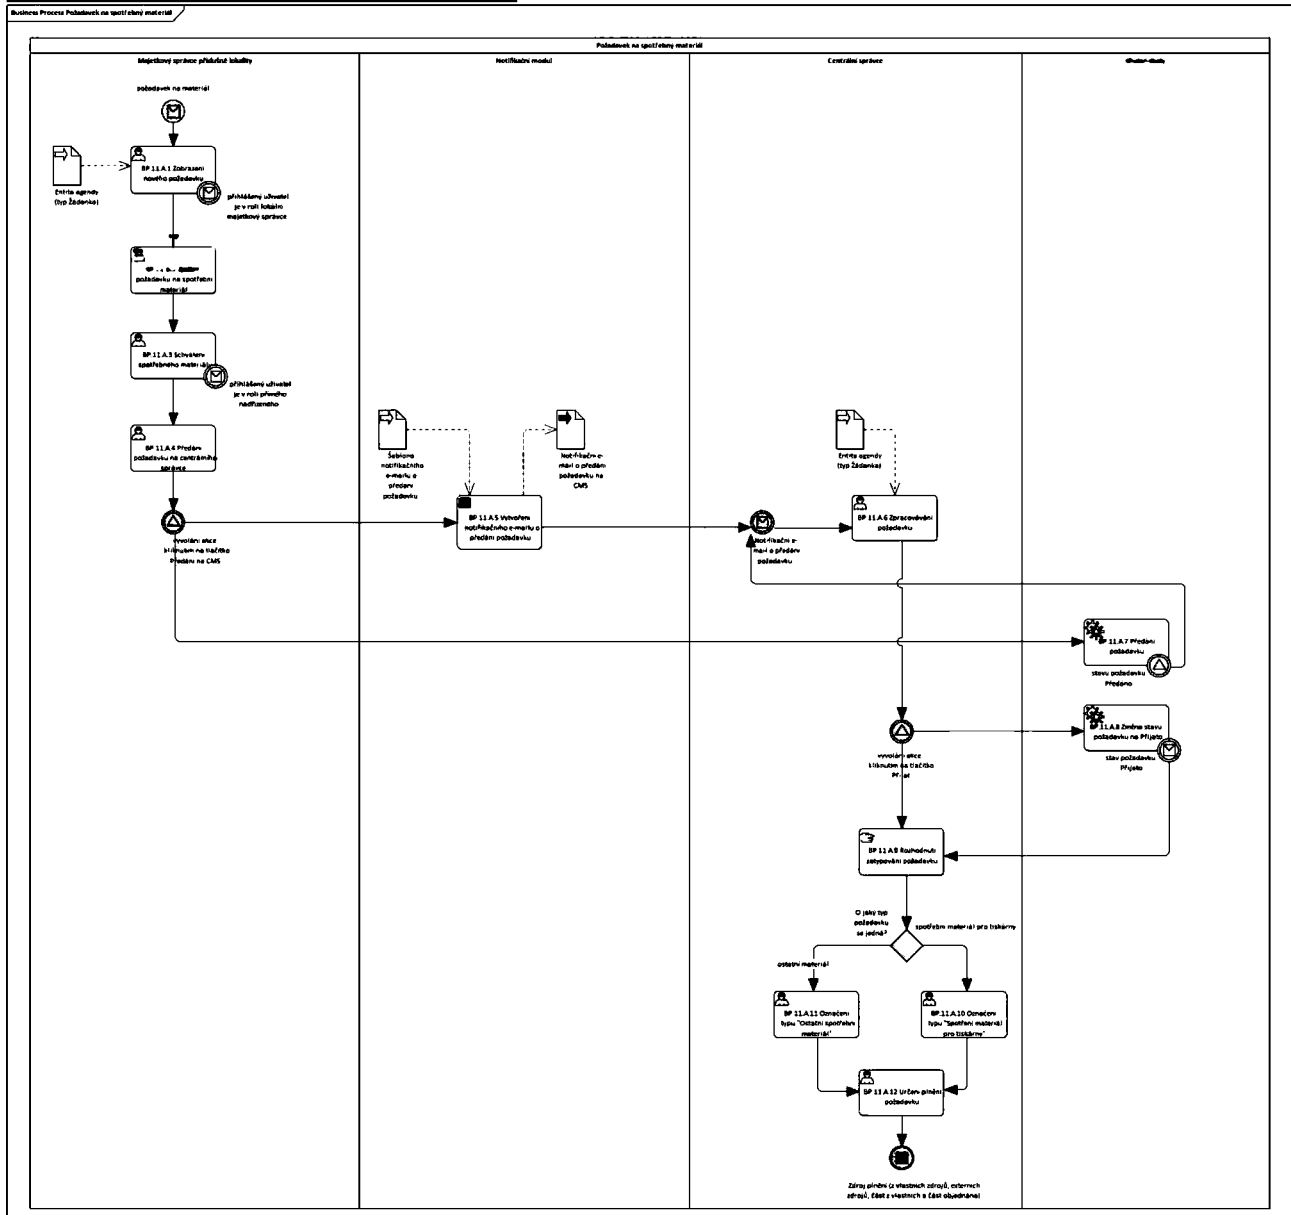 Business Process Požadavek na spotřebný materiál
Požadavek na spotřebný materiál
Majetkový správce příslušné lokality
Notifikační modul
Centrální správce
požadavek na materiál
BP 11.A.1 Zobrazení
nového požadavku
Entita agendy
(typ Žádanka)
přihlášený uživatel
je v roli lokální
majetkový správce
požadavku na spotřební
materiál
BP 11.A.3 Schválení
spotřebného materiálu
přihlášený uživatel
je v roli přímého
nadřízeného
BP 11.A.4 Předání
požadavku na centrálního
správce
vyvolání akce
kliknutím na tlačítko
Předání na CMS
Šablona
notifikačního
e-mailu o
předání
požadavku
Notifikační e-
mail o předání
požadavku na
CMS
BP 11.A.5 Vytvoření
notifikačního e-mailu o
předání požadavku
Notifikační e-
mail o předání
požadavku
Entita agendy
(typ Žádanka)
BP 11.A.6 Zpracovávání
požadavku
BP 11.A.7 Předání
požadavku
stavu požadavku
Předáno
BP 11.A.8 Změna stavu
požadavku na Přijato
stav požadavku
Přijato
vyvolání akce
kliknutím na tlačítko
Přijat
BP 11.A.9 Rozhodnutí
zatypování požadavku
O jaký typ
požadavku
se jedná?
spotřební materiál pro tiskárny
ostatní materiál
BP 11.A.11 Označení
typu "Ostatní spotřební
materiál"
BP 11.A.10 Označení
typu "Spotření materiál
pro tiskárny"
BP 11.A.12 Určení plnění
požadavku
Zdroj plnění (z vlastních zdrojů, externích
zdrojů, část z vlastních a část objednána)